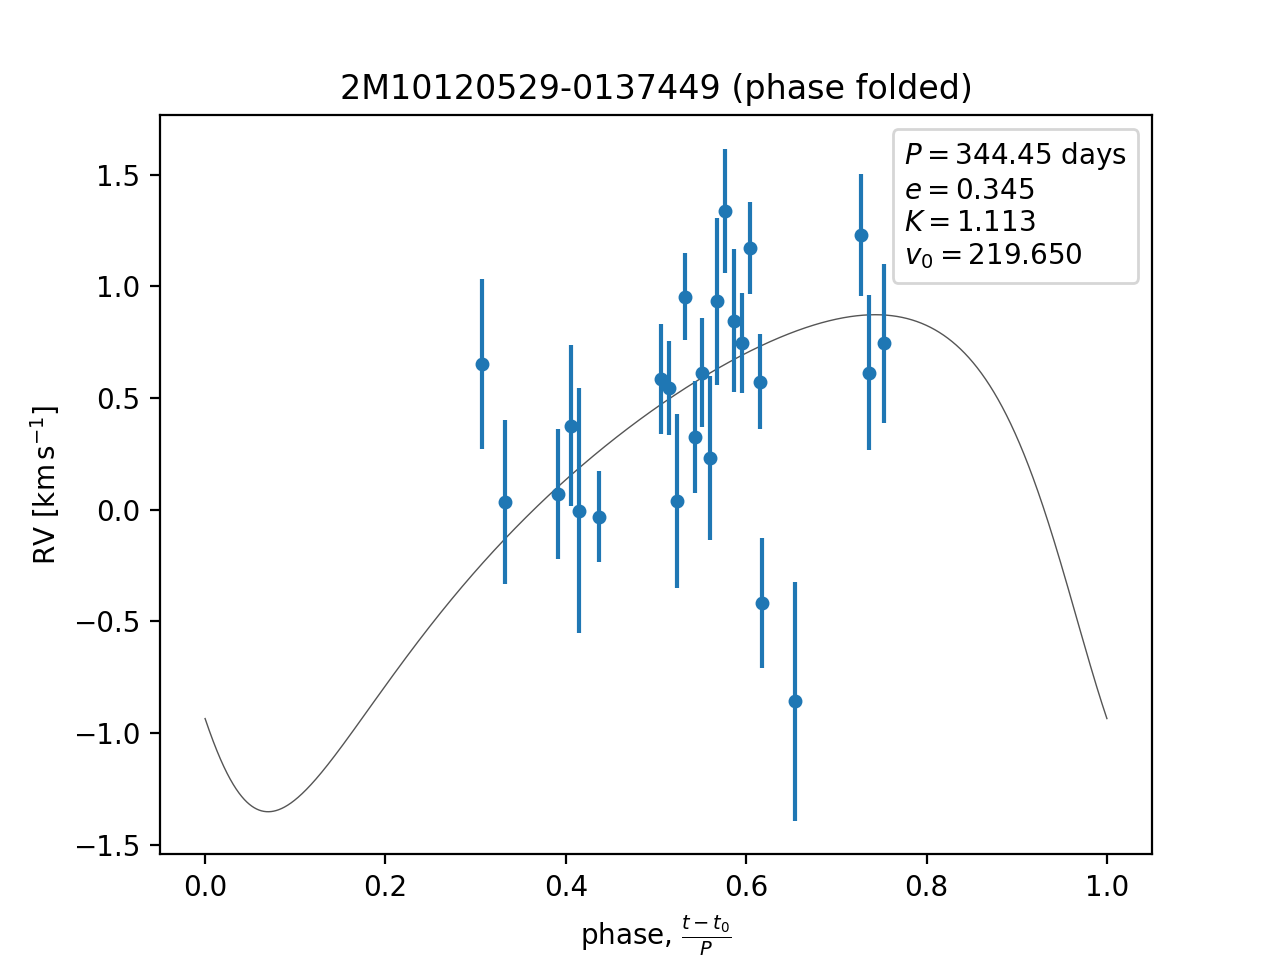 2M10120529-0137449 (phase folded)
P = 344.45 days
e = 0.345
K = 1.113
v₀ = 219.650
RV [km s⁻¹]
1.5
1.0
0.5
0.0
−0.5
−1.0
−1.5
0.0 0.2 0.4 0.6 0.8 1.0
phase, (t − t₀)/P